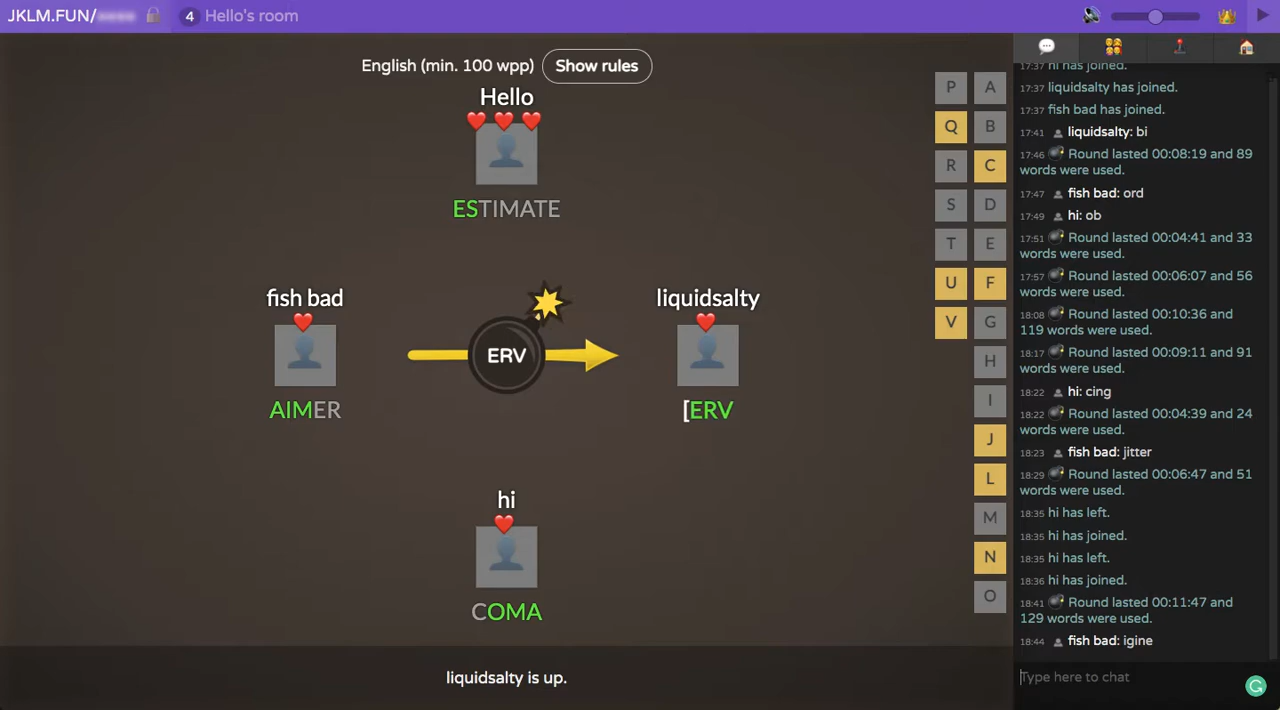 JKLM.FUN/
4 Hello's room
English (min. 100 wpp) Show rules
Hello
ESTIMATE
fish bad
AIMER
ERV
liquidsalty
[ERV
hi
COMA
liquidsalty is up.
P A
Q B
R C
S D
T E
U F
V G
H
I
J
L
M
N
O
17:37 hi has joined.
17:37 liquidsalty has joined.
17:37 fish bad has joined.
17:41 liquidsalty: bi
17:46 Round lasted 00:08:19 and 89
words were used.
17:47 fish bad: ord
17:49 hi: ob
17:51 Round lasted 00:04:41 and 33
words were used.
17:57 Round lasted 00:06:07 and 56
words were used.
18:08 Round lasted 00:10:36 and
119 words were used.
18:17 Round lasted 00:09:11 and 91
words were used.
18:22 hi: cing
18:22 Round lasted 00:04:39 and 24
words were used.
18:23 fish bad: jitter
18:29 Round lasted 00:06:47 and 51
words were used.
18:35 hi has left.
18:35 hi has joined.
18:35 hi has left.
18:36 hi has joined.
18:41 Round lasted 00:11:47 and
129 words were used.
18:44 fish bad: igine
Type here to chat